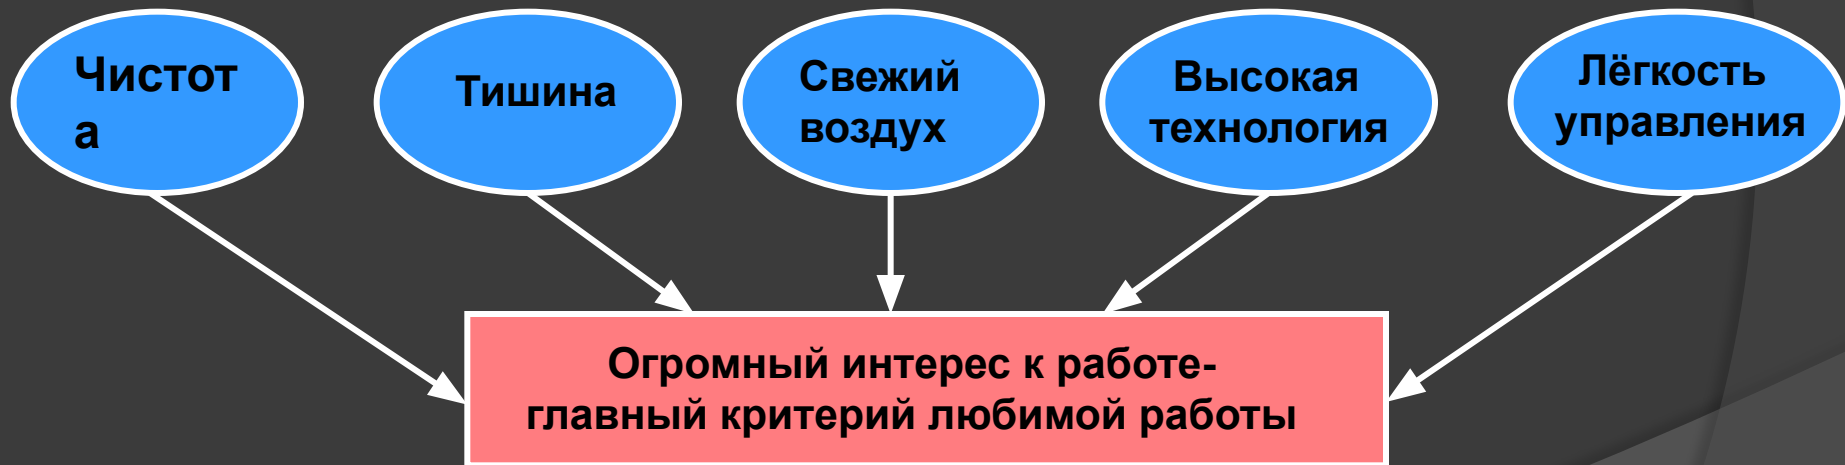 Чистот
а
Тишина
Свежий
воздух
Высокая
технология
Лёгкость
управления
Огромный интерес к работе-
главный критерий любимой работы